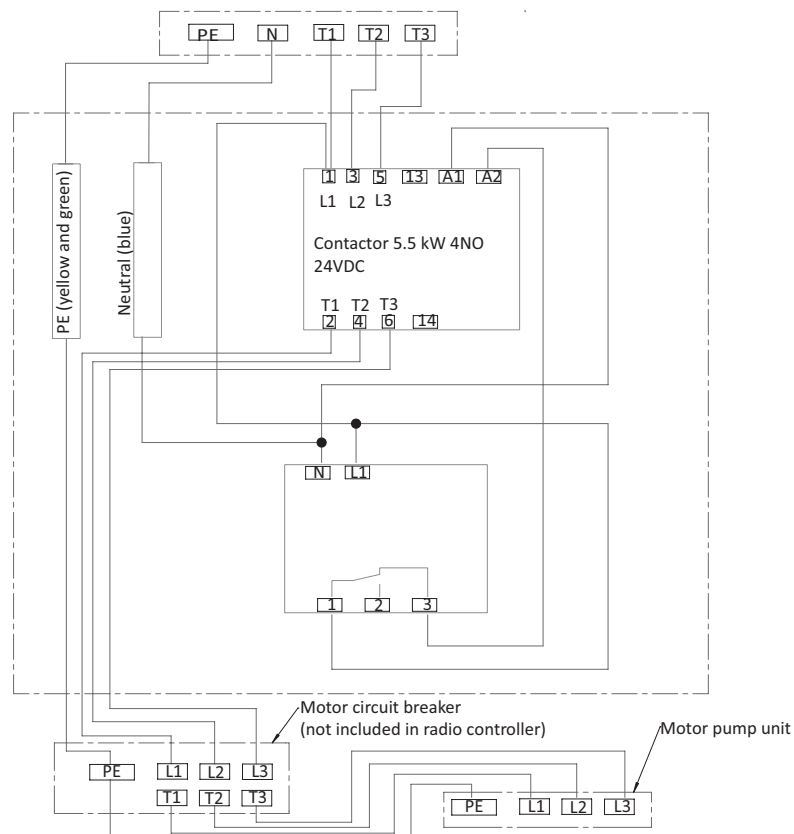 PE N T1 T2 T3
1 3 5 13 A1 A2
L1 L2 L3
Contactor 5.5 kW 4NO
24VDC
T1 T2 T3
2 4 6 14
PE (yellow and green)
Neutral (blue)
N L1
1 2 3
Motor circuit breaker
(not included in radio controller)
Motor pump unit
PE L1 L2 L3
T1 T2 T3
PE L1 L2 L3